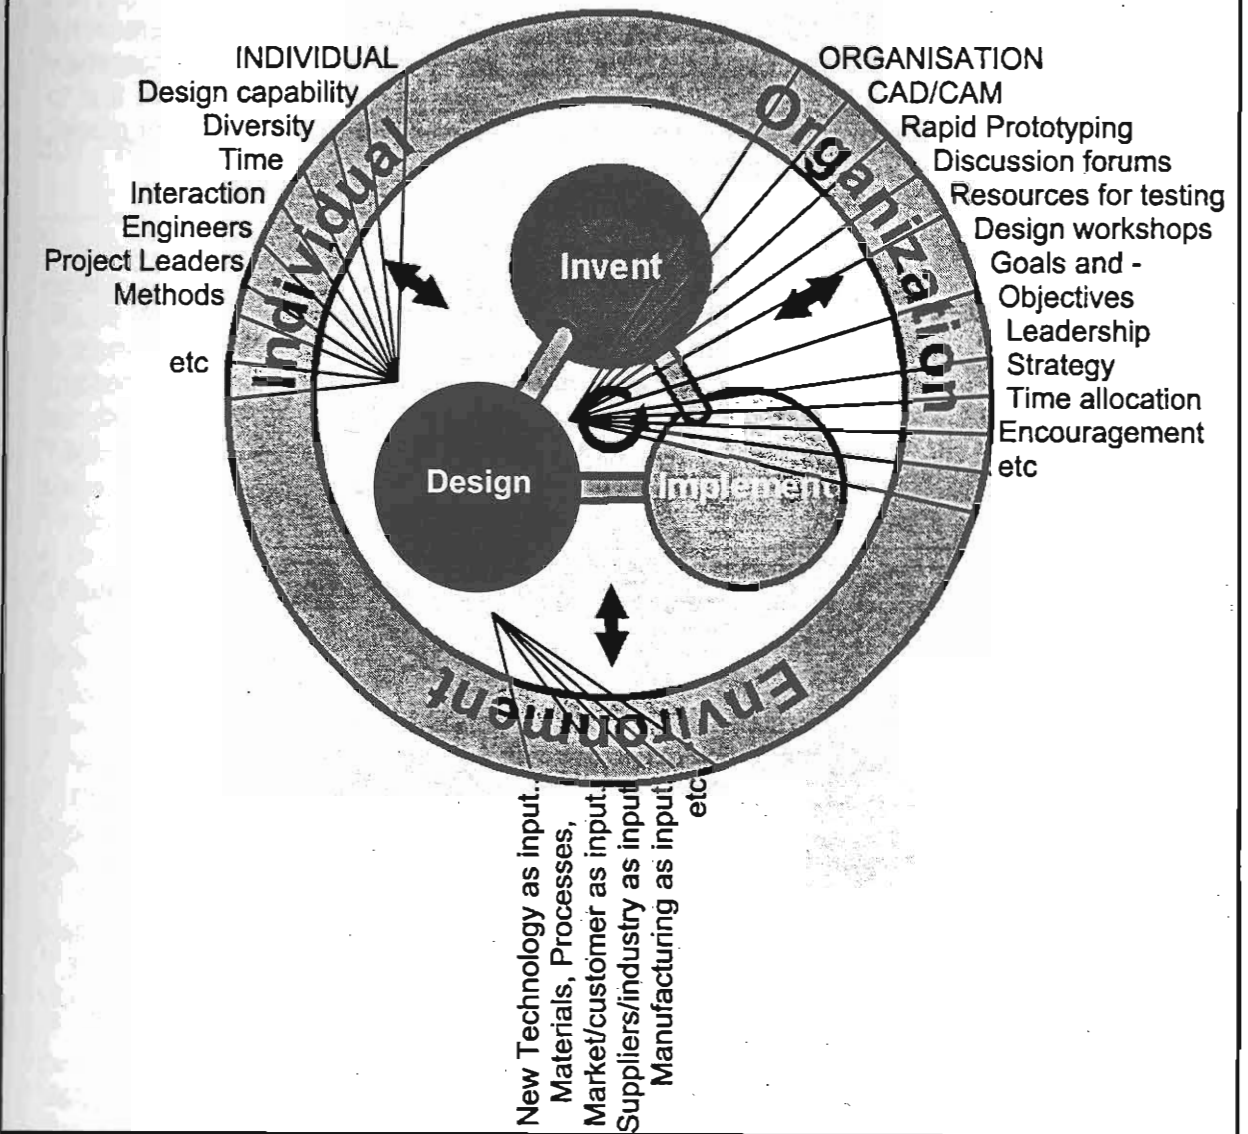 INDIVIDUAL
Design capability
Diversity
Time
Interaction
Engineers
Project Leaders
Methods
etc
ORGANISATION
CAD/CAM
Rapid Prototyping
Discussion forums
Resources for testing
Design workshops
Goals and -
Objectives
Leadership
Strategy
Time allocation
Encouragement
etc
Individual
Organization
Environment
Invent
Design
Implement
New Technology as input..
Materials, Processes,
Market/customer as input.
Suppliers/industry as input
Manufacturing as input
etc